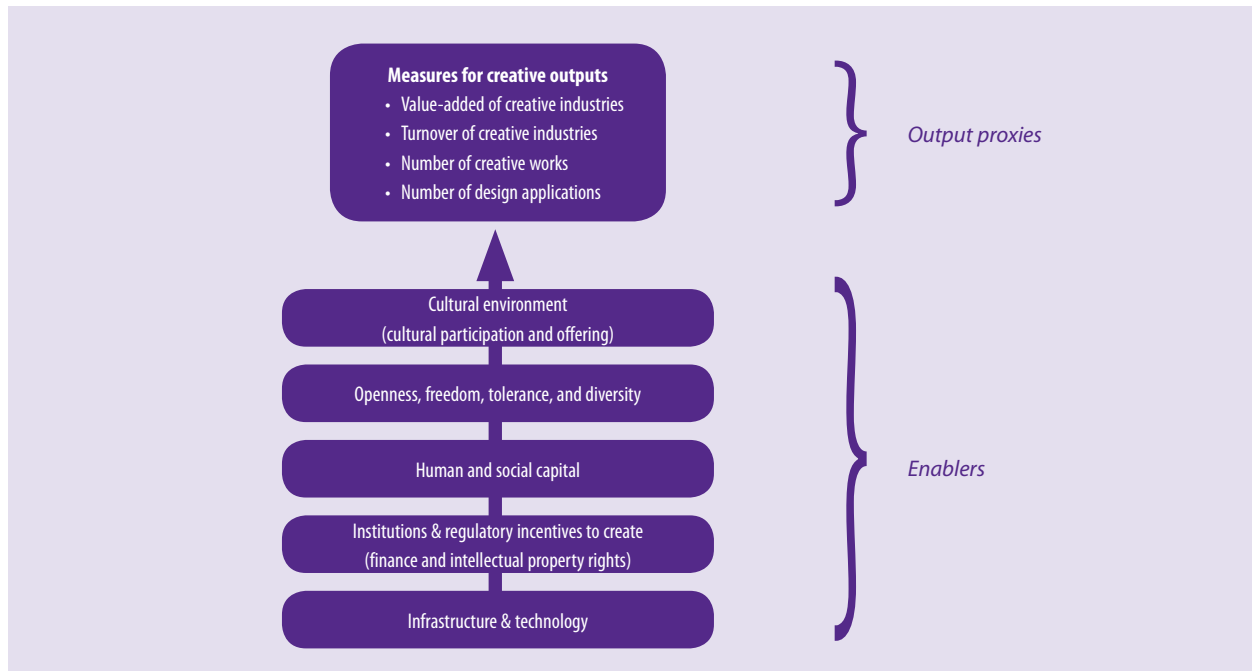 Measures for creative outputs
• Value-added of creative industries
• Turnover of creative industries
• Number of creative works
• Number of design applications
Output proxies
Cultural environment
(cultural participation and offering)
Openness, freedom, tolerance, and diversity
Human and social capital
Enablers
Institutions & regulatory incentives to create
(finance and intellectual property rights)
Infrastructure & technology